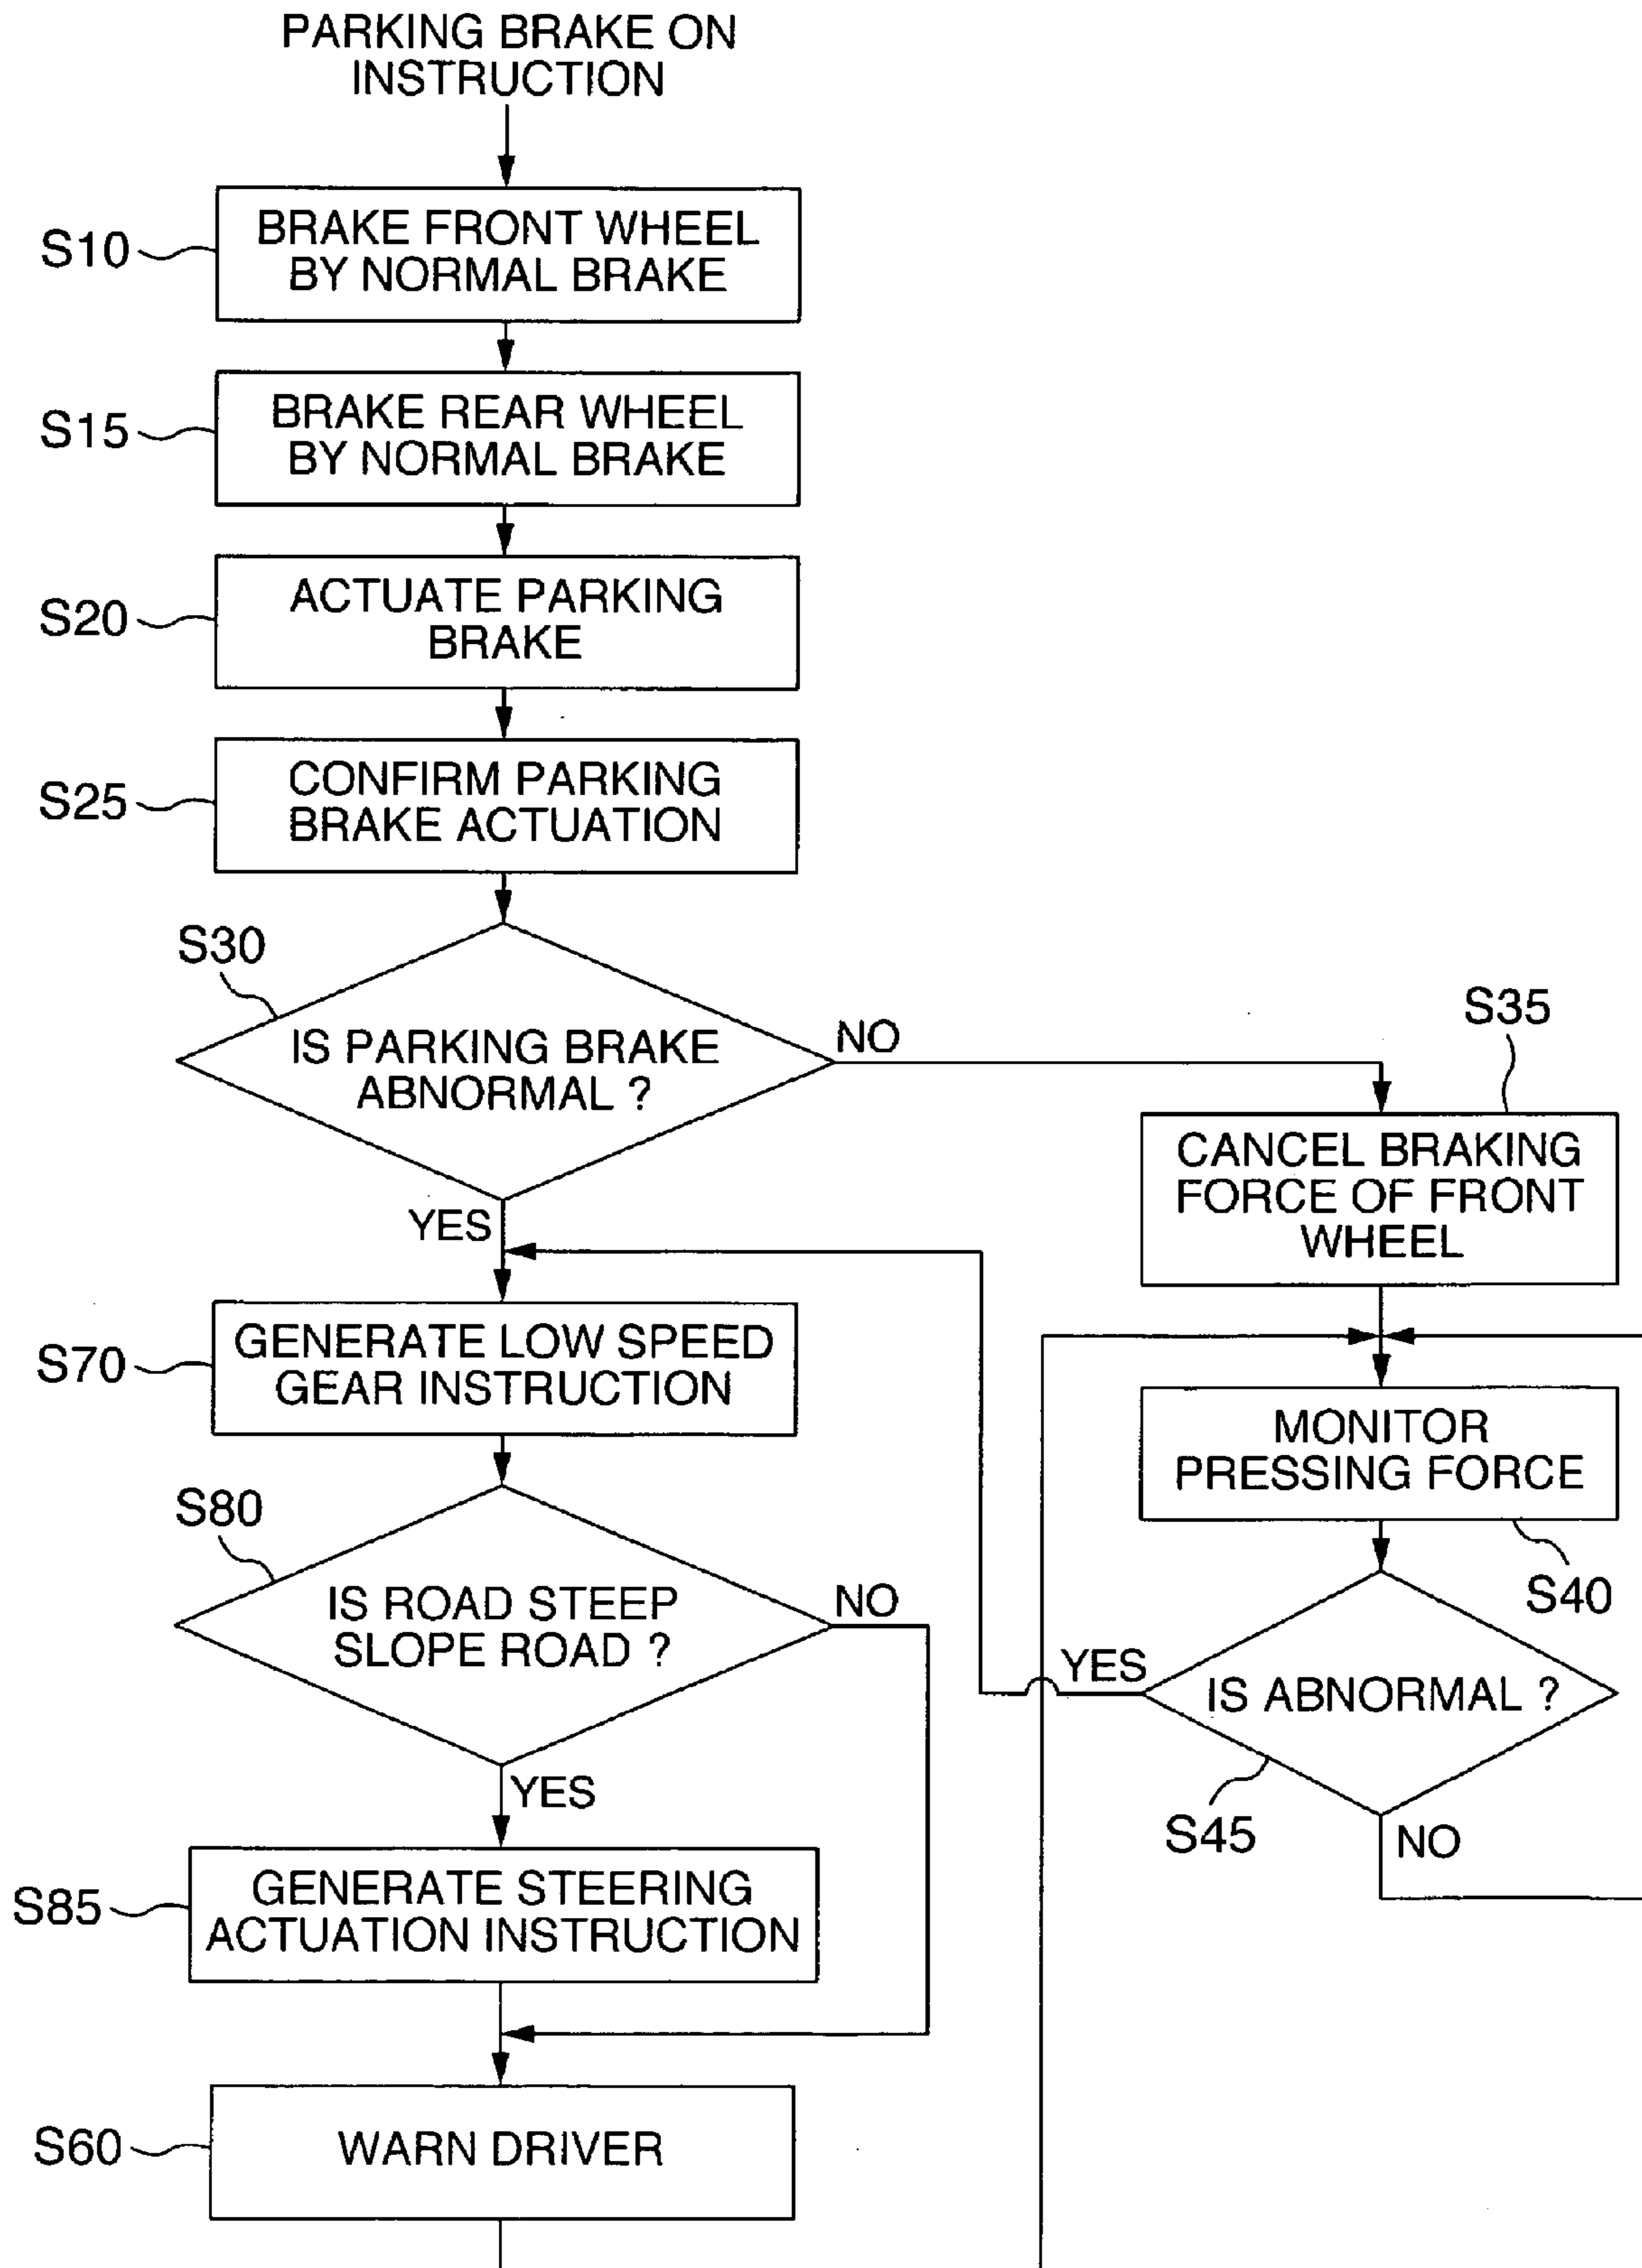 PARKING BRAKE ON
INSTRUCTION
S10
BRAKE FRONT WHEEL
BY NORMAL BRAKE
S15
BRAKE REAR WHEEL
BY NORMAL BRAKE
S20
ACTUATE PARKING
BRAKE
S25
CONFIRM PARKING
BRAKE ACTUATION
S30
IS PARKING BRAKE
ABNORMAL ?
NO
YES
S35
CANCEL BRAKING
FORCE OF FRONT
WHEEL
S70
GENERATE LOW SPEED
GEAR INSTRUCTION
MONITOR
PRESSING FORCE
S40
S80
IS ROAD STEEP
SLOPE ROAD ?
NO
YES
YES
IS ABNORMAL ?
S45
NO
S85
GENERATE STEERING
ACTUATION INSTRUCTION
S60
WARN DRIVER